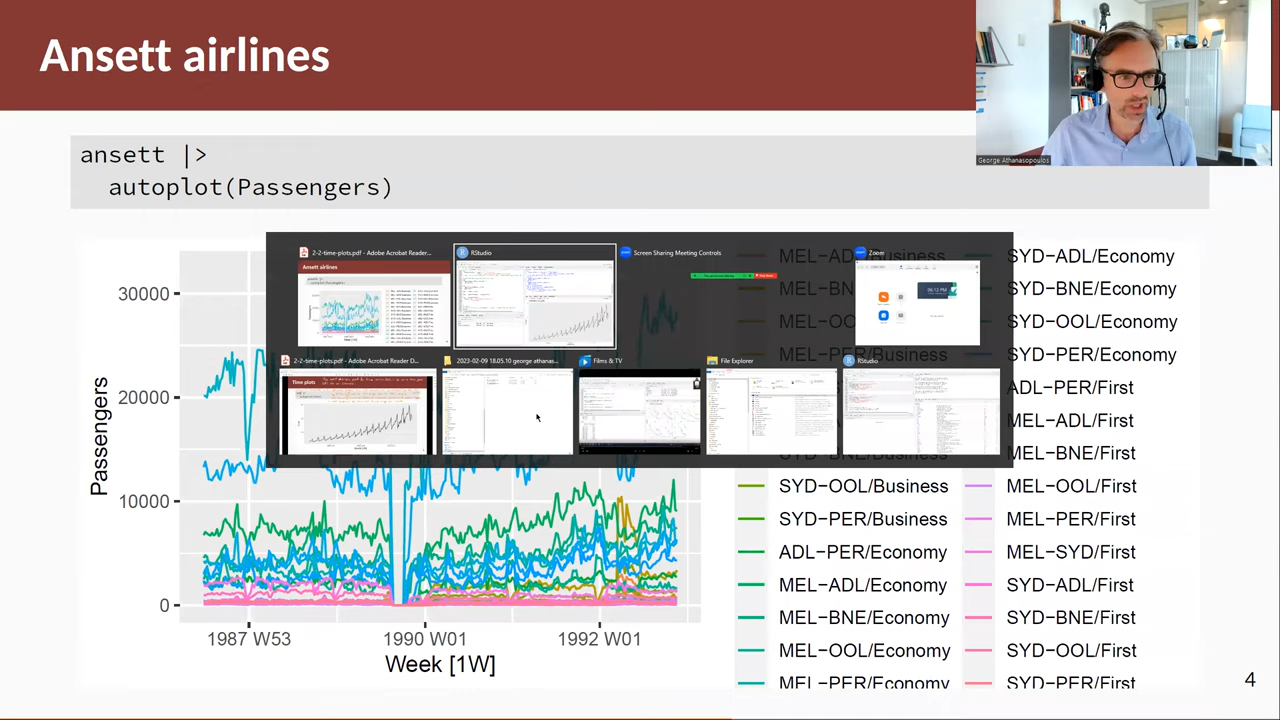 Ansett airlines
George Athanasopoulos
ansett |>
autoplot(Passengers)
2-2-time-plots.pdf - Adobe Acrobat Reader...
RStudio
Screen Sharing Meeting Controls
Zoom
Ansett airlines
2-2-time-plots.pdf - Adobe Acrobat Reader D...
2023-02-09 18.05.10 george athanas...
Films & TV
File Explorer
RStudio
Time plots
30000
20000
10000
0
Passengers
1987 W53
1990 W01
1992 W01
Week [1W]
MEL-PER/Business
SYD-BNE/Business
SYD−OOL/Business
SYD−PER/Business
ADL−PER/Economy
MEL−ADL/Economy
MEL−BNE/Economy
MEL−OOL/Economy
MEL−PER/Economy
SYD−ADL/Economy
SYD−BNE/Economy
SYD−OOL/Economy
SYD−PER/Economy
ADL−PER/First
MEL−ADL/First
MEL−BNE/First
MEL−OOL/First
MEL−PER/First
MEL−SYD/First
SYD−ADL/First
SYD−BNE/First
SYD−OOL/First
SYD−PER/First
4